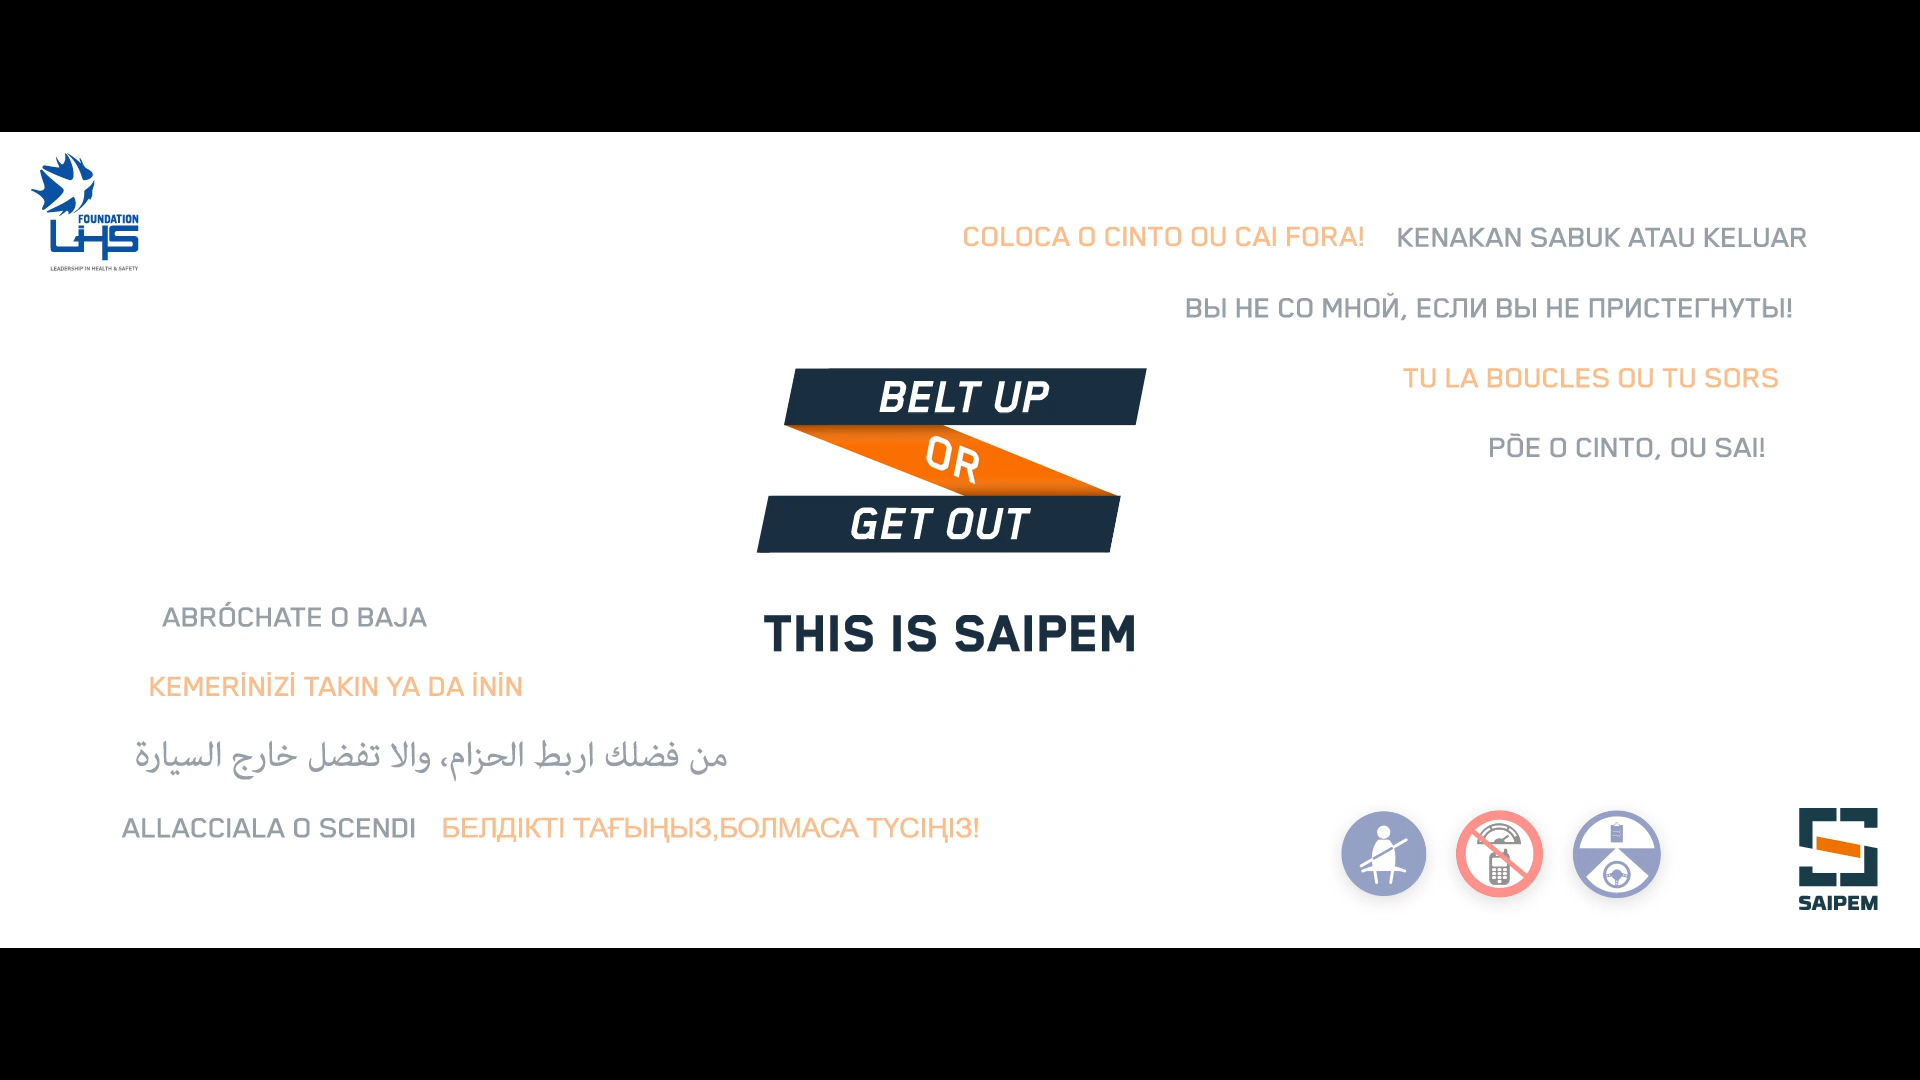 FOUNDATION
LHS
LEADERSHIP IN HEALTH & SAFETY
COLOCA O CINTO OU CAI FORA! KENAKAN SABUK ATAU KELUAR
ВЫ НЕ СО МНОЙ, ЕСЛИ ВЫ НЕ ПРИСТЕГНУТЫ!
TU LA BOUCLES OU TU SORS
PÕE O CINTO, OU SAI!
BELT UP
OR
GET OUT
THIS IS SAIPEM
ABRÓCHATE O BAJA
KEMERİNİZİ TAKIN YA DA İNİN
من فضلك اربط الحزام، والا تفضل خارج السيارة
ALLACCIALA O SCENDI БЕЛДІКТІ ТАҒЫҢЫЗ,БОЛМАСА ТҮСІҢІЗ!
SAIPEM